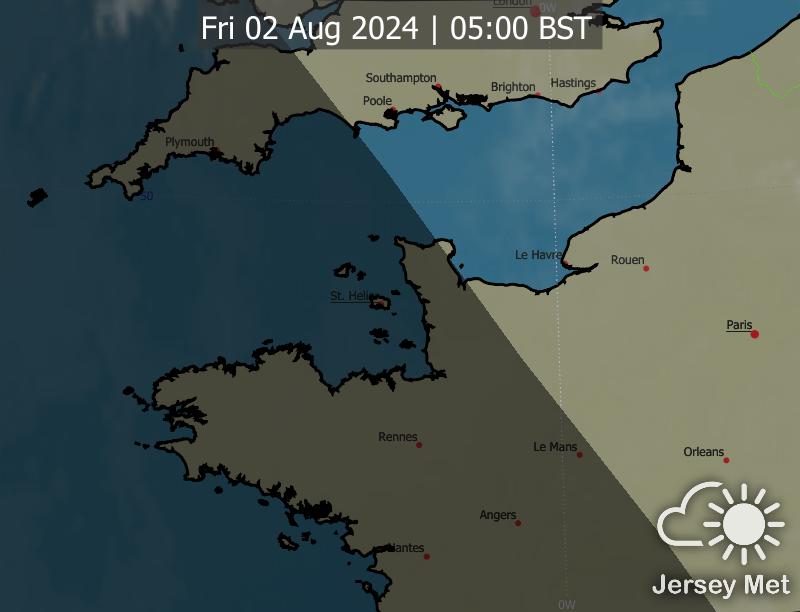 London
0W
Fri 02 Aug 2024 | 05:00 BST
Southampton
Brighton
Hastings
Poole
Plymouth
50
Le Havre
Rouen
St. Heli
Paris
Rennes
Le Mans
Orleans
Angers
Nantes
Jersey Met
0W